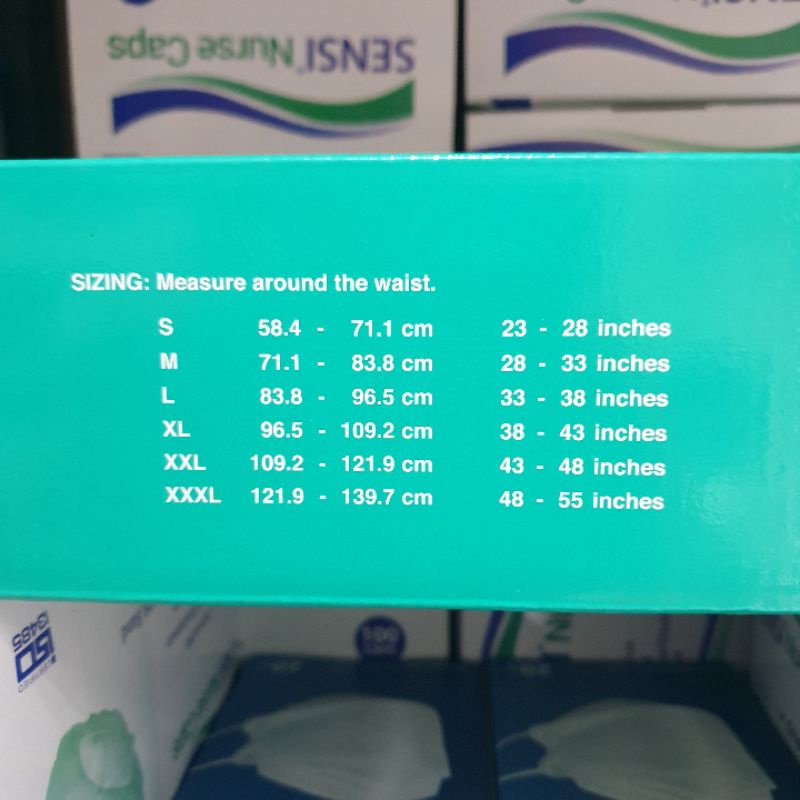 SENSI Nurse Caps
SIZING: Measure around the waist.
S 58.4 - 71.1 cm 23 - 28 inches
M 71.1 - 83.8 cm 28 - 33 inches
L 83.8 - 96.5 cm 33 - 38 inches
XL 96.5 - 109.2 cm 38 - 43 inches
XXL 109.2 - 121.9 cm 43 - 48 inches
XXXL 121.9 - 139.7 cm 48 - 55 inches
ISO
13485
CERTIFIED